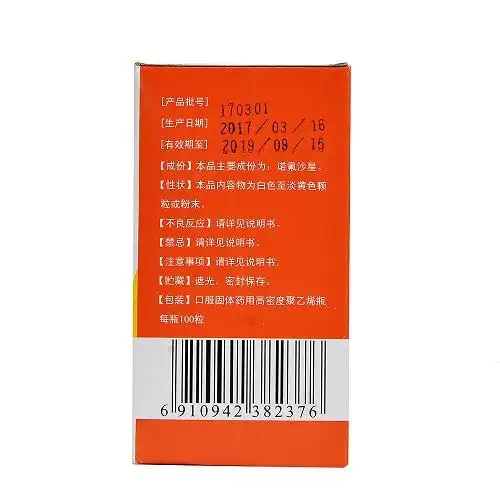 [产品批号] 170301
[生产日期] 2017/03/16
[有效期至] 2019/09/15
【成份】本品主要成份为：诺氟沙星。
【性状】本品内容物为白色至淡黄色颗
粒或粉末。
【不良反应】请详见说明书。
【禁忌】请详见说明书。
【注意事项】请详见说明书。
【贮藏】遮光，密封保存。
【包装】口服固体药用高密度聚乙烯瓶
每瓶100粒
6 910942 382376